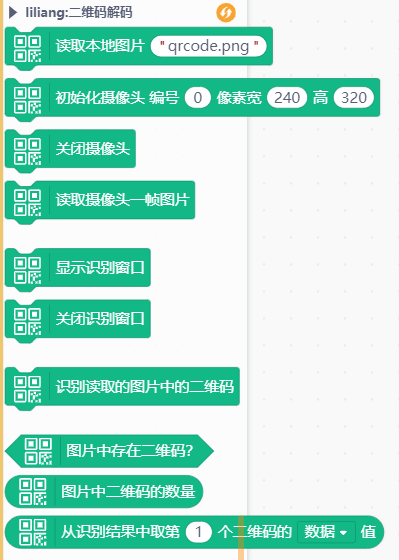 liliang:二维码解码
读取本地图片 "qrcode.png"
初始化摄像头 编号 0 像素宽 240 高 320
关闭摄像头
读取摄像头一帧图片
显示识别窗口
关闭识别窗口
识别读取的图片中的二维码
图片中存在二维码?
图片中二维码的数量
从识别结果中取第 1 个二维码的 数据 值